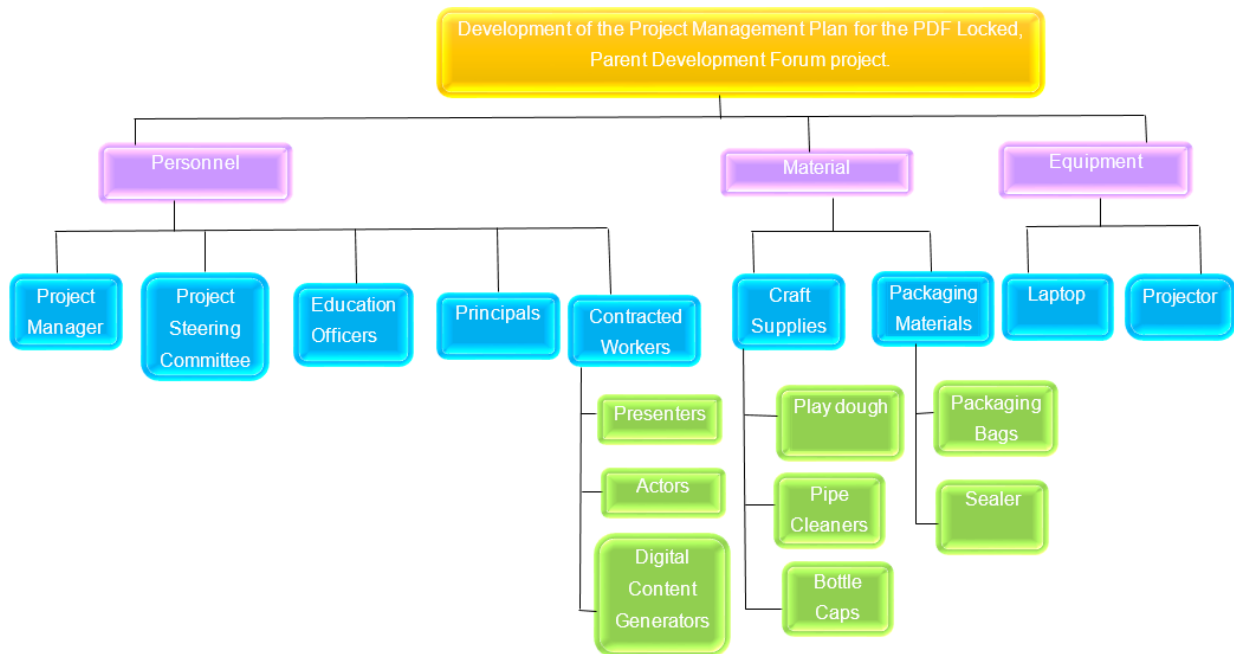 Development of the Project Management Plan for the PDF Locked,
Parent Development Forum project.
Personnel
Material
Equipment
Project
Manager
Project
Steering
Committee
Education
Officers
Principals
Contracted
Workers
Craft
Supplies
Packaging
Materials
Laptop
Projector
Presenters
Actors
Digital
Content
Generators
Play dough
Pipe
Cleaners
Bottle
Caps
Packaging
Bags
Sealer